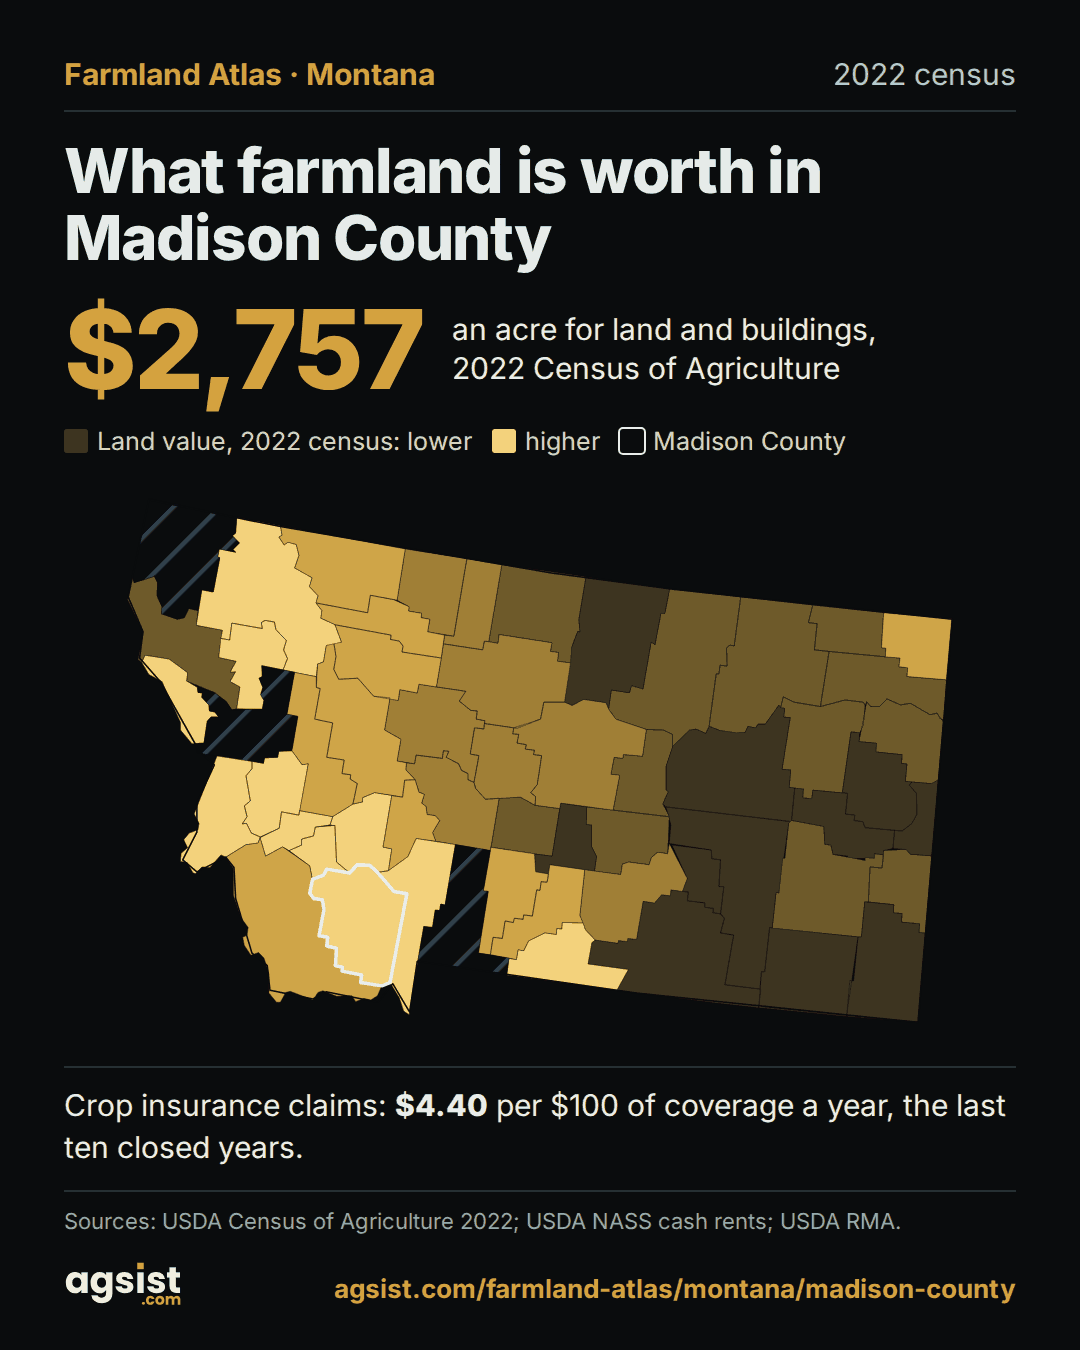 Farmland Atlas · Montana
2022 census
What farmland is worth in
Madison County
$2,757
an acre for land and buildings,
2022 Census of Agriculture
Land value, 2022 census: lower
higher
Madison County
Crop insurance claims: $4.40 per $100 of coverage a year, the last
ten closed years.
Sources: USDA Census of Agriculture 2022; USDA NASS cash rents; USDA RMA.
agsist
.com
agsist.com/farmland-atlas/montana/madison-county